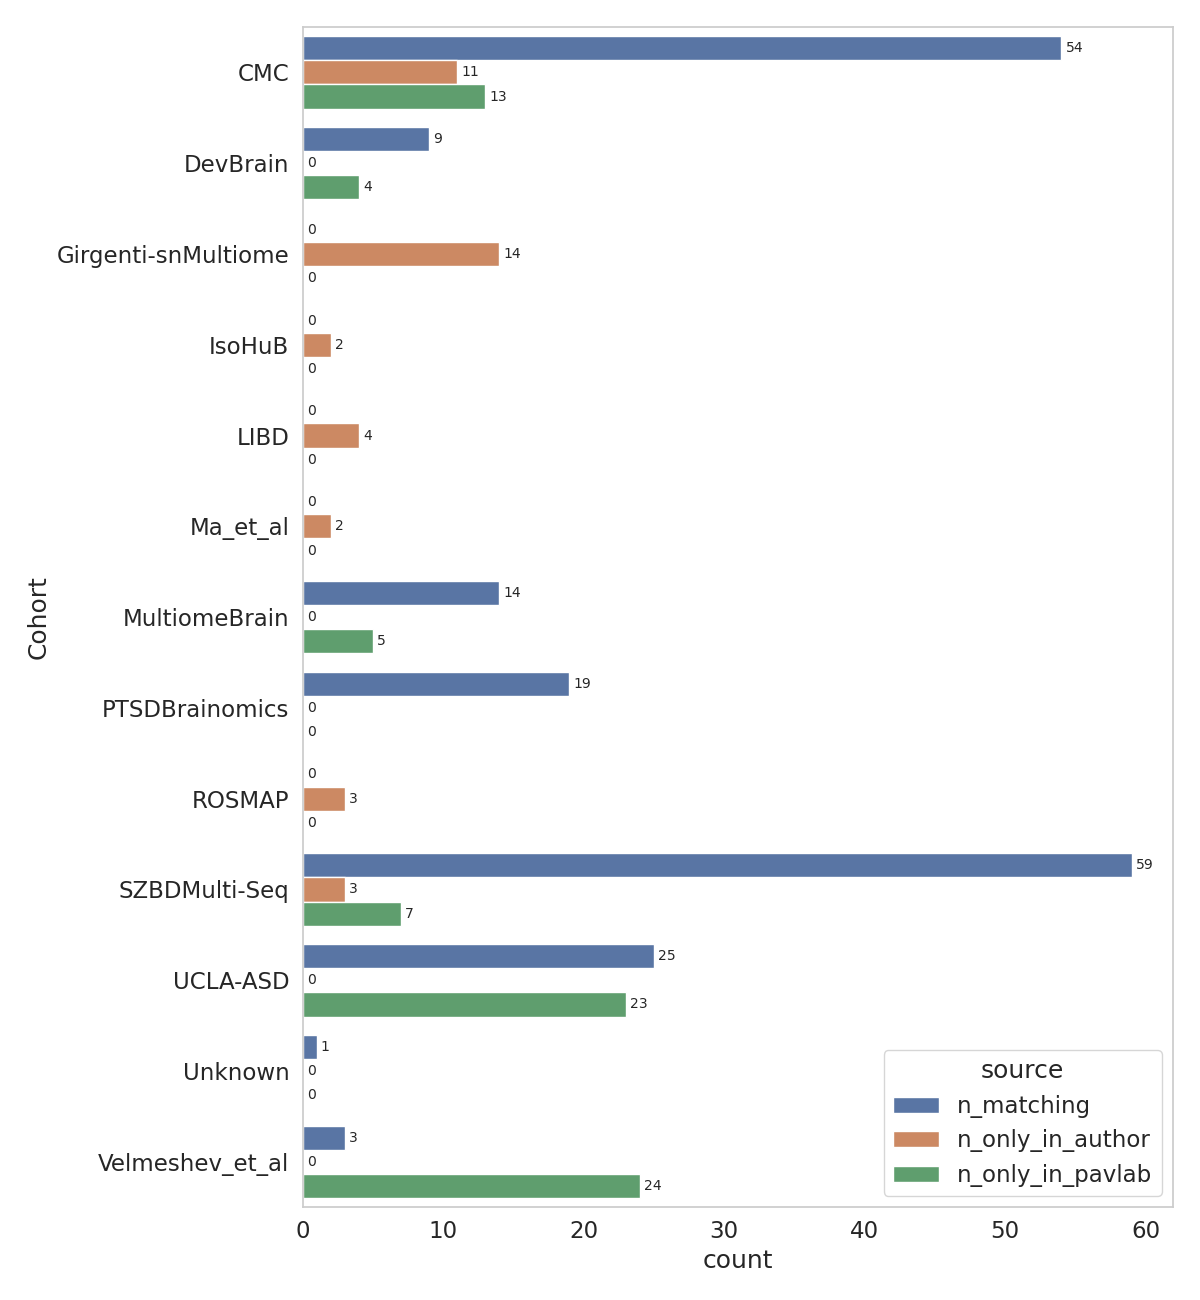 CMC
54
11
13
DevBrain
9
0
4
Girgenti-snMultiome
0
14
0
IsoHuB
0
2
0
LIBD
0
4
0
Ma_et_al
0
2
0
MultiomeBrain
14
0
5
PTSDBrainomics
19
0
0
ROSMAP
0
3
0
SZBDMulti-Seq
59
3
7
UCLA-ASD
25
0
23
Unknown
1
0
0
Velmeshev_et_al
3
0
24
Cohort
source
n_matching
n_only_in_author
n_only_in_pavlab
0 10 20 30 40 50 60
count